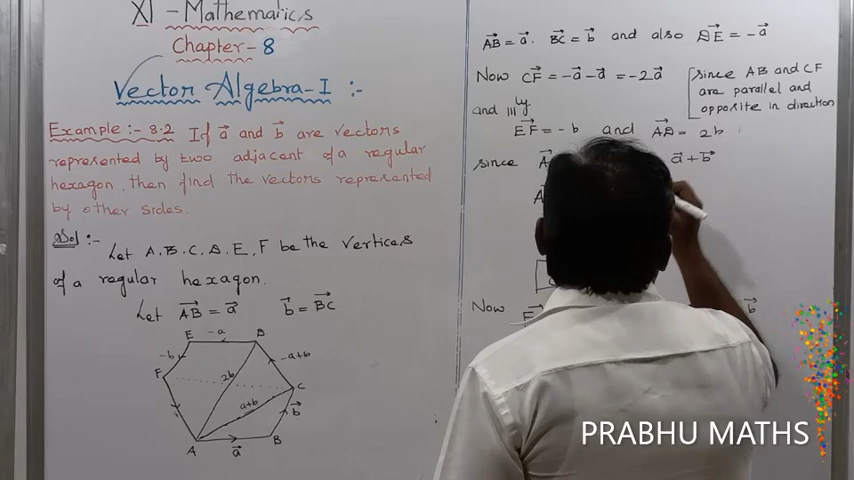 XI - Mathematics
Chapter - 8
Vector Algebra - I :-
Example :- 8.2 If a⃗ and b⃗ are vectors
represented by two adjacent of a regular
hexagon, then find the vectors represented
by other sides.
Sol :-
Let A, B, C, D, E, F be the vertices
of a regular hexagon.
Let AB⃗ = a⃗ b⃗ = BC⃗
E -a D
-b -a+b
F 2b C
a+b b⃗
A a⃗ B
AB⃗ = a⃗. BC⃗ = b⃗ and also DE⃗ = -a⃗
Now CF⃗ = -a⃗ - a⃗ = -2a⃗ [since AB and CF
are parallel and
opposite in direction
and |||ly
EF⃗ = -b and AD⃗ = 2b
since A a⃗ + b⃗
A
Now b⃗
PRABHU MATHS